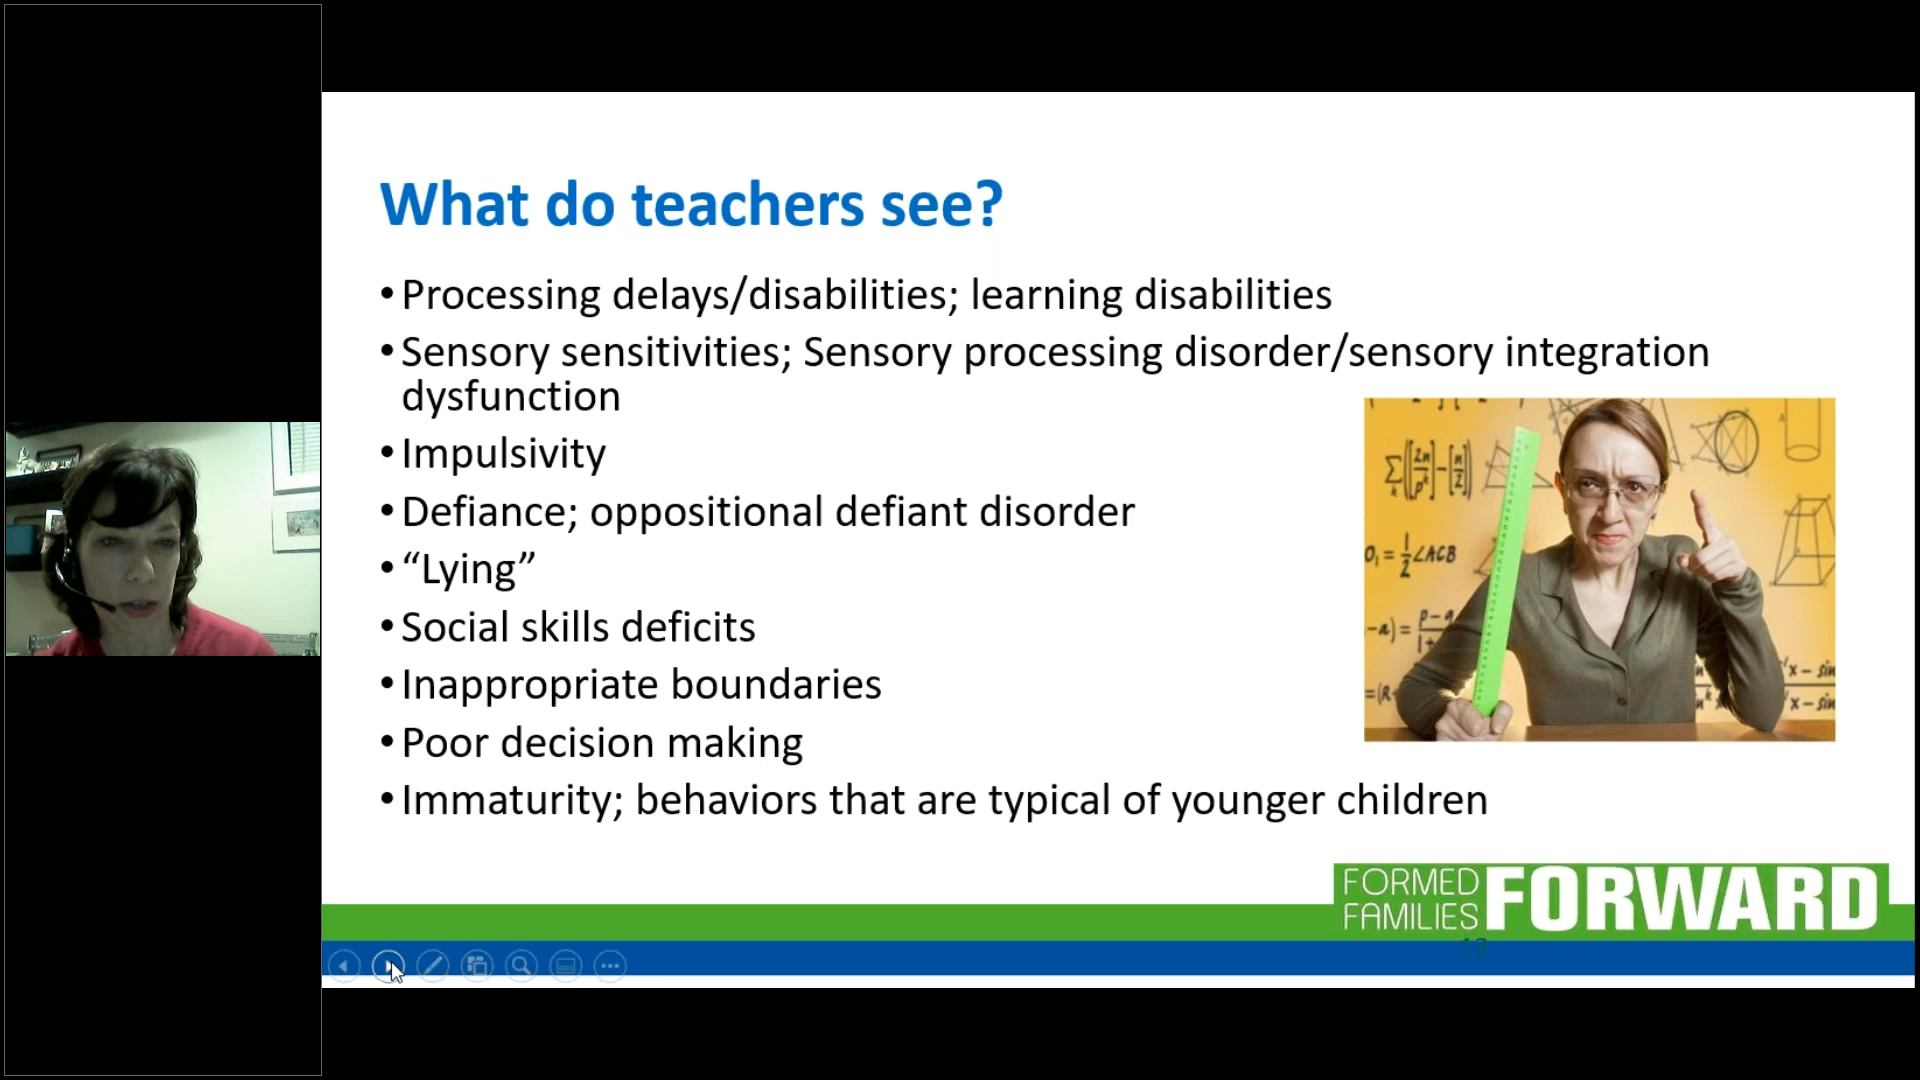 What do teachers see?
•Processing delays/disabilities; learning disabilities
•Sensory sensitivities; Sensory processing disorder/sensory integration
dysfunction
•Impulsivity
•Defiance; oppositional defiant disorder
•“Lying”
•Social skills deficits
•Inappropriate boundaries
•Poor decision making
•Immaturity; behaviors that are typical of younger children
FORMED
FAMILIES
FORWARD